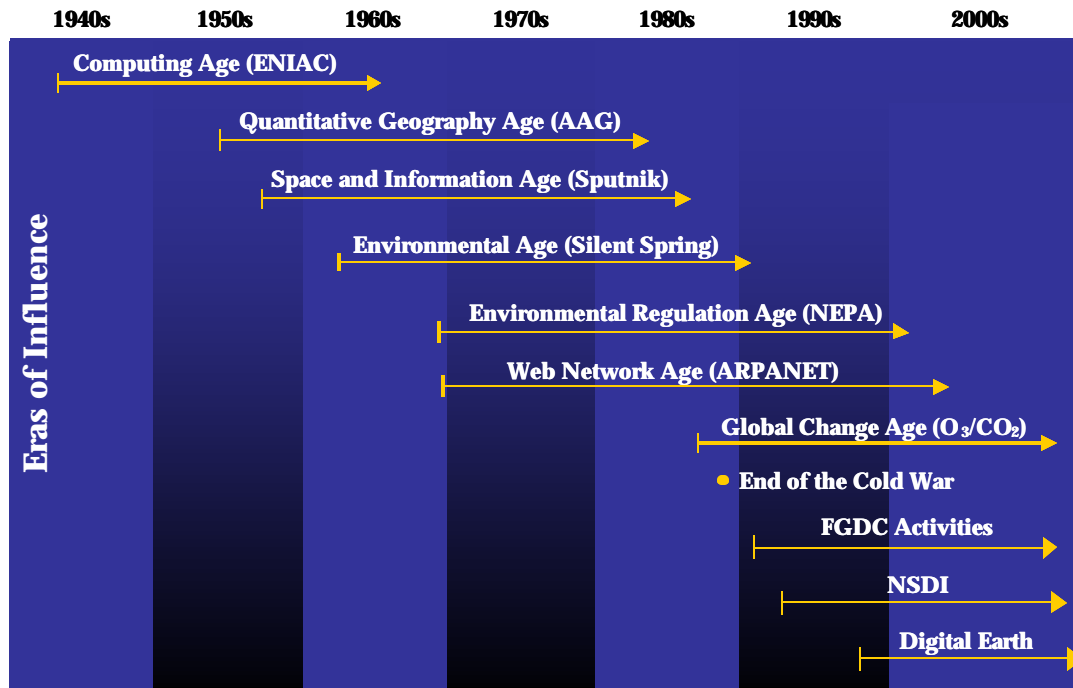 1940s 1950s 1960s 1970s 1980s 1990s 2000s
Computing Age (ENIAC)
Quantitative Geography Age (AAG)
Space and Information Age (Sputnik)
Environmental Age (Silent Spring)
Eras of Influence
Environmental Regulation Age (NEPA)
Web Network Age (ARPANET)
Global Change Age (O₃/CO₂)
End of the Cold War
FGDC Activities
NSDI
Digital Earth